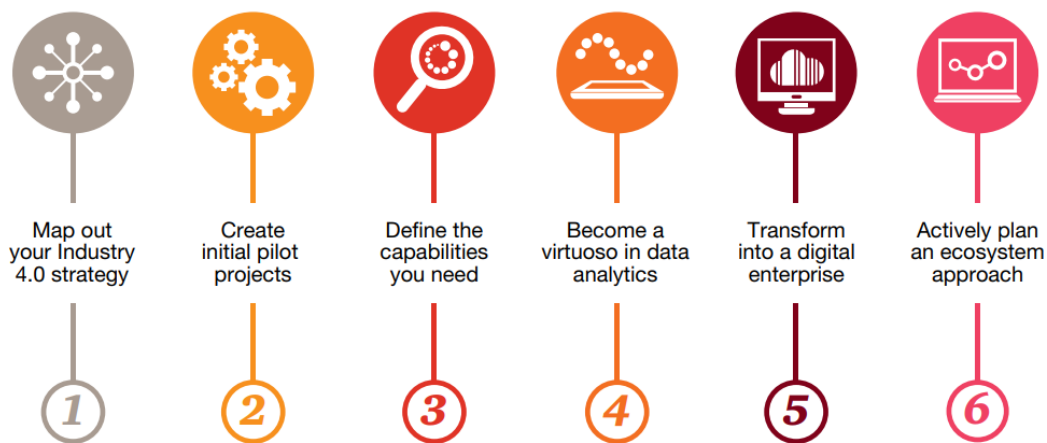 Map out
your Industry
4.0 strategy
Create
initial pilot
projects
Define the
capabilities
you need
Become a
virtuoso in data
analytics
Transform
into a digital
enterprise
Actively plan
an ecosystem
approach
1
2
3
4
5
6